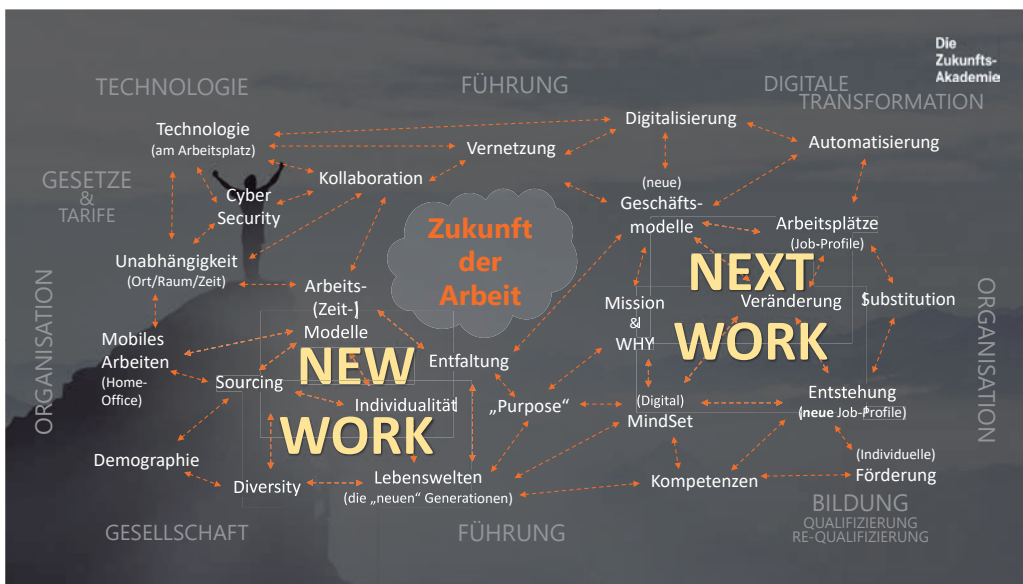 Die
Zukunfts-
Akademie
TECHNOLOGIE
FÜHRUNG
DIGITALE
TRANSFORMATION
Technologie
(am Arbeitsplatz)
Vernetzung
Digitalisierung
Automatisierung
GESETZE
&
TARIFE
Cyber
Security
Kollaboration
(neue)
Geschäfts-
modelle
Arbeitsplätze
(Job-Profile)
Zukunft
der
Arbeit
Unabhängigkeit
(Ort/Raum/Zeit)
Arbeits-
(Zeit-)
Modelle
NEXT
WORK
Mission
&
WHY
Veränderung
Substitution
ORGANISATION
ORGANISATION
Mobiles
Arbeiten
(Home-
Office)
Sourcing
NEW
WORK
Entfaltung
Individualität
„Purpose“
(Digital)
MindSet
Entstehung
(neue Job-Profile)
Demographie
Diversity
Lebenswelten
(die „neuen“ Generationen)
Kompetenzen
(Individuelle)
Förderung
GESELLSCHAFT
FÜHRUNG
BILDUNG
QUALIFIZIERUNG
RE-QUALIFIZIERUNG